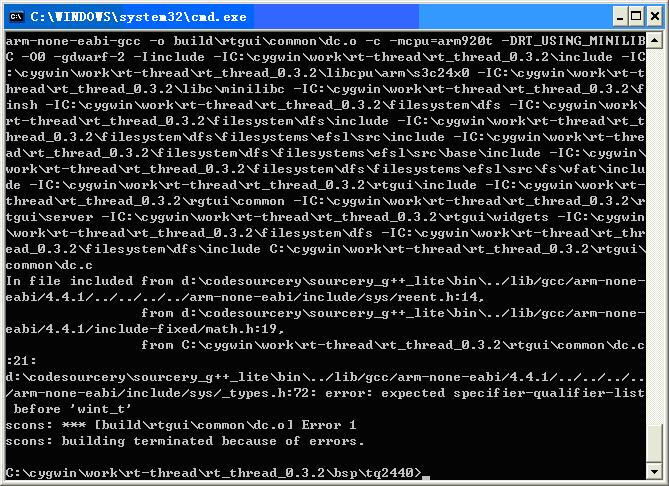 C:\WINDOWS\system32\cmd.exe
arm-none-eabi-gcc -o build\rtgui\common\dc.o -c -mcpu=arm920t -DRT_USING_MINILIB
C -O0 -gdwarf-2 -Iinclude -IC:\cygwin\work\rt-thread\rt_thread_0.3.2\include -IC
:\cygwin\work\rt-thread\rt_thread_0.3.2\libcpu\arm\s3c24x0 -IC:\cygwin\work\rt-t
hread\rt_thread_0.3.2\libc\minilibc -IC:\cygwin\work\rt-thread\rt_thread_0.3.2\f
insh -IC:\cygwin\work\rt-thread\rt_thread_0.3.2\filesystem\dfs -IC:\cygwin\work\
rt-thread\rt_thread_0.3.2\filesystem\dfs\include -IC:\cygwin\work\rt-thread\rt_t
hread_0.3.2\filesystem\dfs\filesystems\efsl\src\include -IC:\cygwin\work\rt-thre
ad\rt_thread_0.3.2\filesystem\dfs\filesystems\efsl\src\base\include -IC:\cygwin\
work\rt-thread\rt_thread_0.3.2\filesystem\dfs\filesystems\efsl\src\fs\vfat\inclu
de -IC:\cygwin\work\rt-thread\rt_thread_0.3.2\rtgui\include -IC:\cygwin\work\rt-
thread\rt_thread_0.3.2\rtgui\common -IC:\cygwin\work\rt-thread\rt_thread_0.3.2\r
tgui\server -IC:\cygwin\work\rt-thread\rt_thread_0.3.2\rtgui\widgets -IC:\cygwin
\work\rt-thread\rt_thread_0.3.2\filesystem\dfs -IC:\cygwin\work\rt-thread\rt_thr
ead_0.3.2\filesystem\dfs\include C:\cygwin\work\rt-thread\rt_thread_0.3.2\rtgui\
common\dc.c
In file included from d:\codesourcery\sourcery_g++_lite\bin\../lib/gcc/arm-none-
eabi/4.4.1/../../../../arm-none-eabi/include/sys/reent.h:14,
from d:\codesourcery\sourcery_g++_lite\bin\../lib/gcc/arm-none-
eabi/4.4.1/include-fixed/math.h:19,
from C:\cygwin\work\rt-thread\rt_thread_0.3.2\rtgui\common\dc.c
:21:
d:\codesourcery\sourcery_g++_lite\bin\../lib/gcc/arm-none-eabi/4.4.1/../../../..
/arm-none-eabi/include/sys/_types.h:72: error: expected specifier-qualifier-list
before 'wint_t'
scons: *** [build\rtgui\common\dc.o] Error 1
scons: building terminated because of errors.
C:\cygwin\work\rt-thread\rt_thread_0.3.2\bsp\tq2440>_